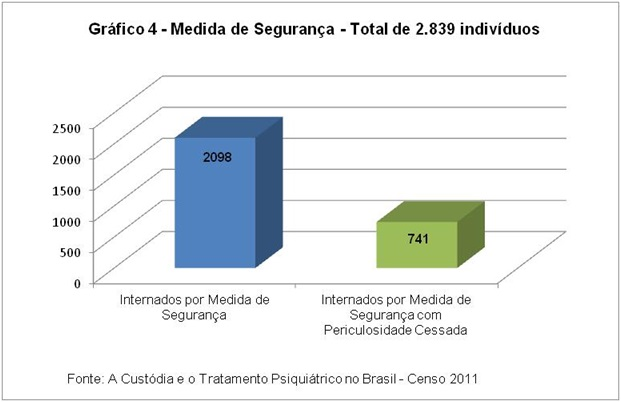 Gráfico 4 - Medida de Segurança - Total de 2.839 indivíduos
2500
2000
1500
1000
500
0
2098
741
Internados por Medida de
Segurança
Internados por Medida de
Segurança com
Periculosidade Cessada
Fonte: A Custódia e o Tratamento Psiquiátrico no Brasil - Censo 2011